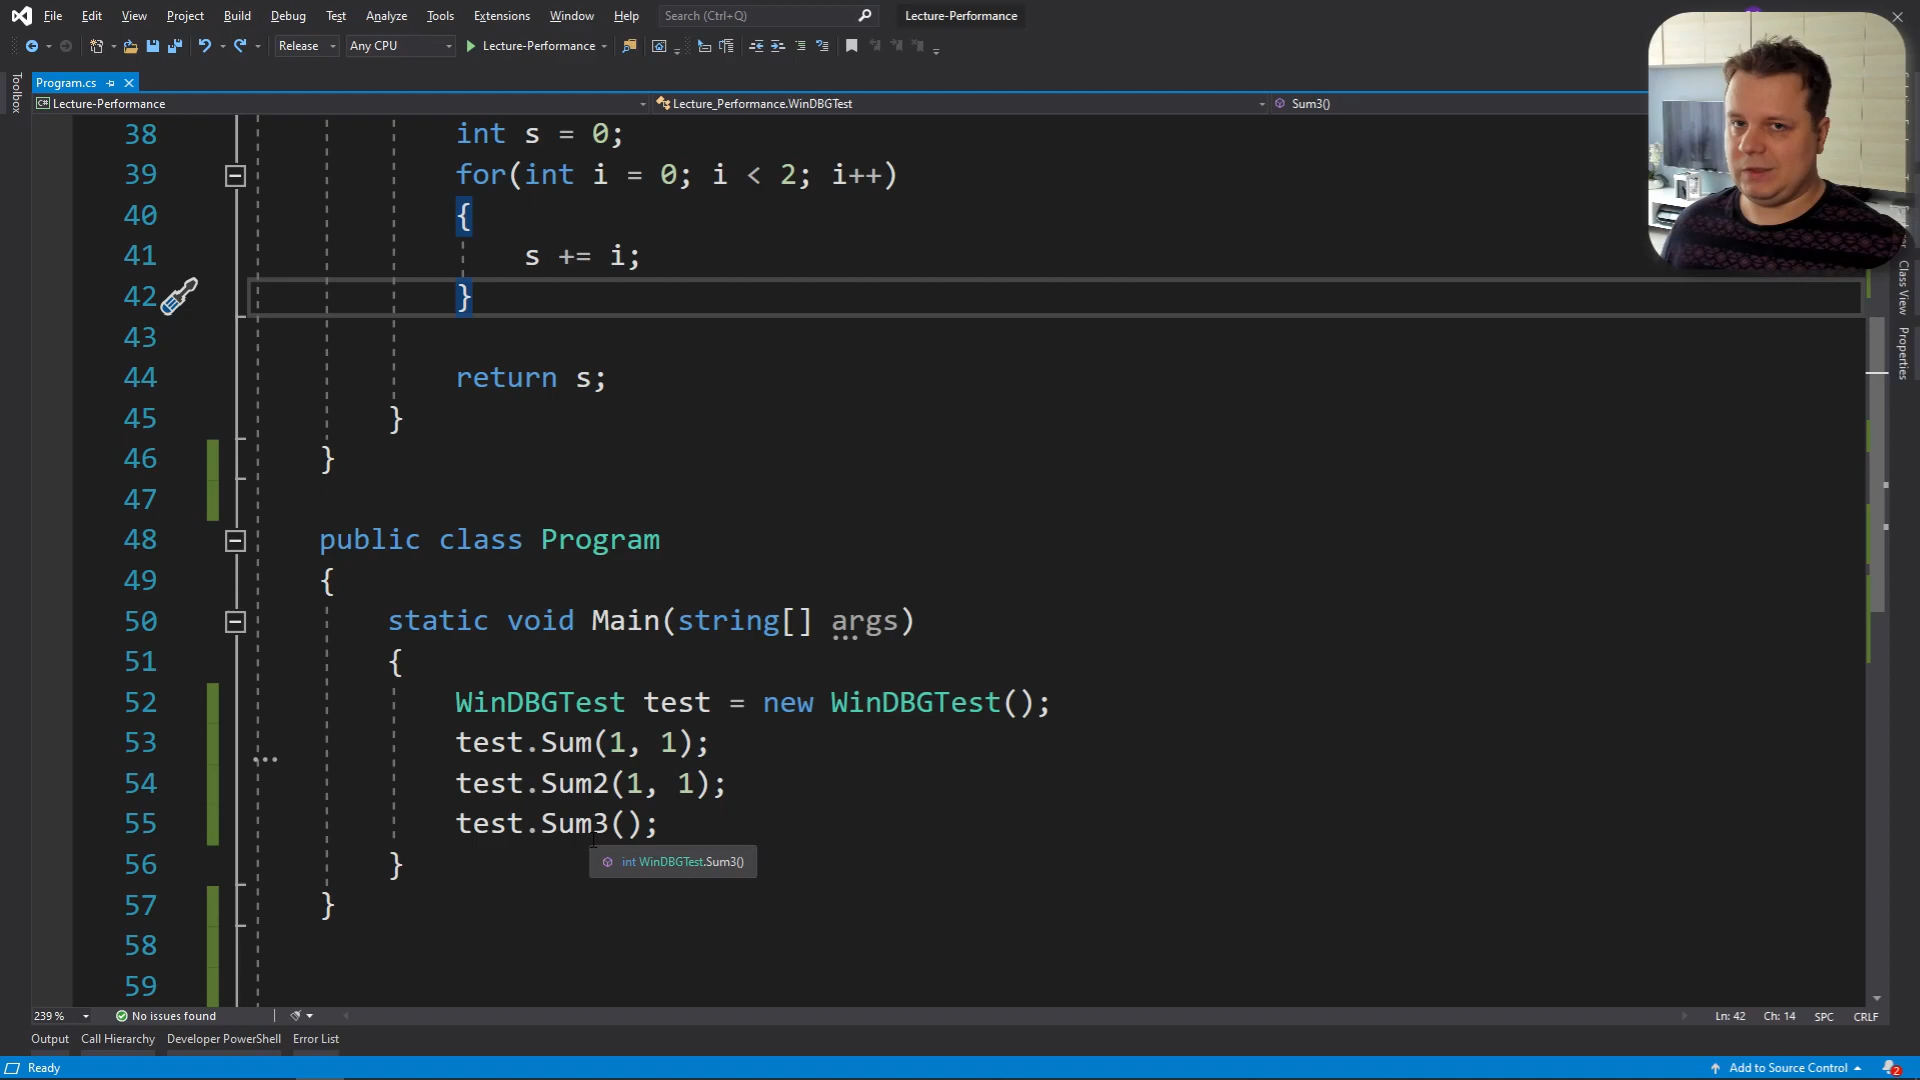 File Edit View Project Build Debug Test Analyze Tools Extensions Window Help Search (Ctrl+Q) Lecture-Performance
Release Any CPU Lecture-Performance
Toolbox
Program.cs
C# Lecture-Performance Lecture_Performance.WinDBGTest Sum3()
38 int s = 0;
39 for(int i = 0; i < 2; i++)
40 {
41 s += i;
42 }
43
44 return s;
45 }
46 }
47
48 public class Program
49 {
50 static void Main(string[] args)
51 {
52 WinDBGTest test = new WinDBGTest();
53 test.Sum(1, 1);
54 test.Sum2(1, 1);
55 test.Sum3();
int WinDBGTest.Sum3()
56 }
57 }
58
59
Class View
Properties
239 % No issues found Ln: 42 Ch: 14 SPC CRLF
Output Call Hierarchy Developer PowerShell Error List
Ready Add to Source Control 2